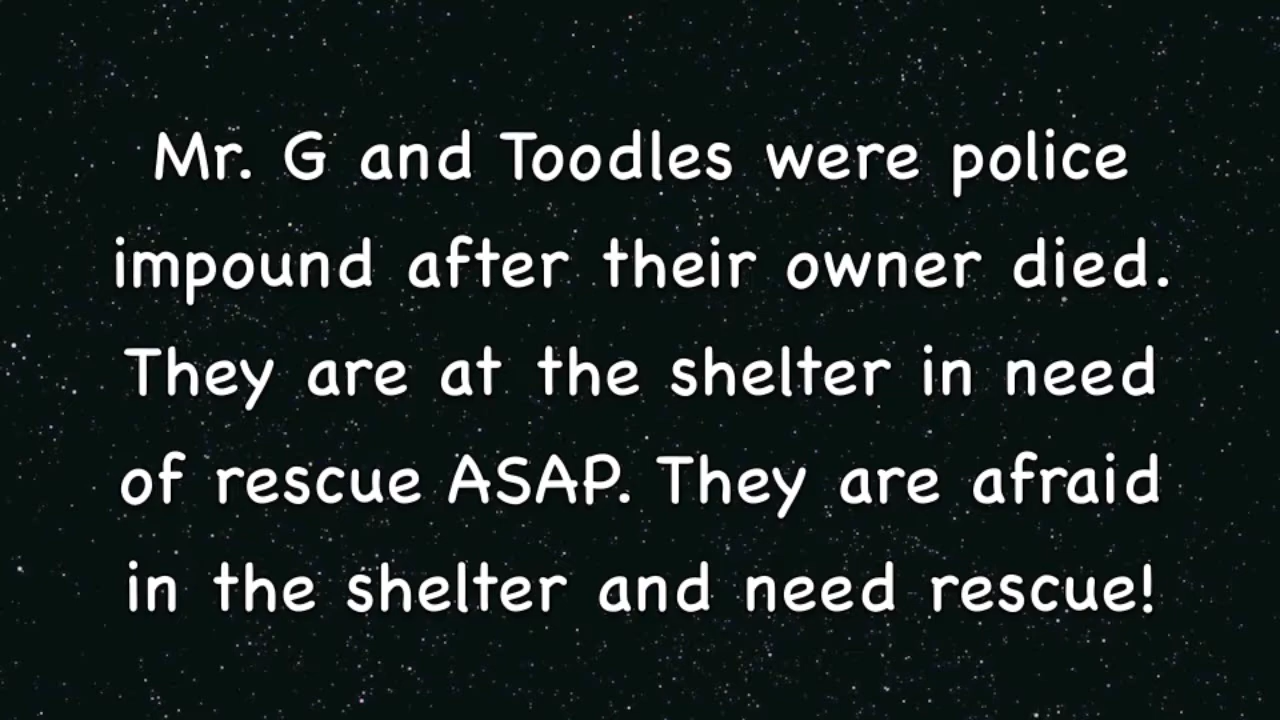 Mr. G and Toodles were police
impound after their owner died.
They are at the shelter in need
of rescue ASAP. They are afraid
in the shelter and need rescue!